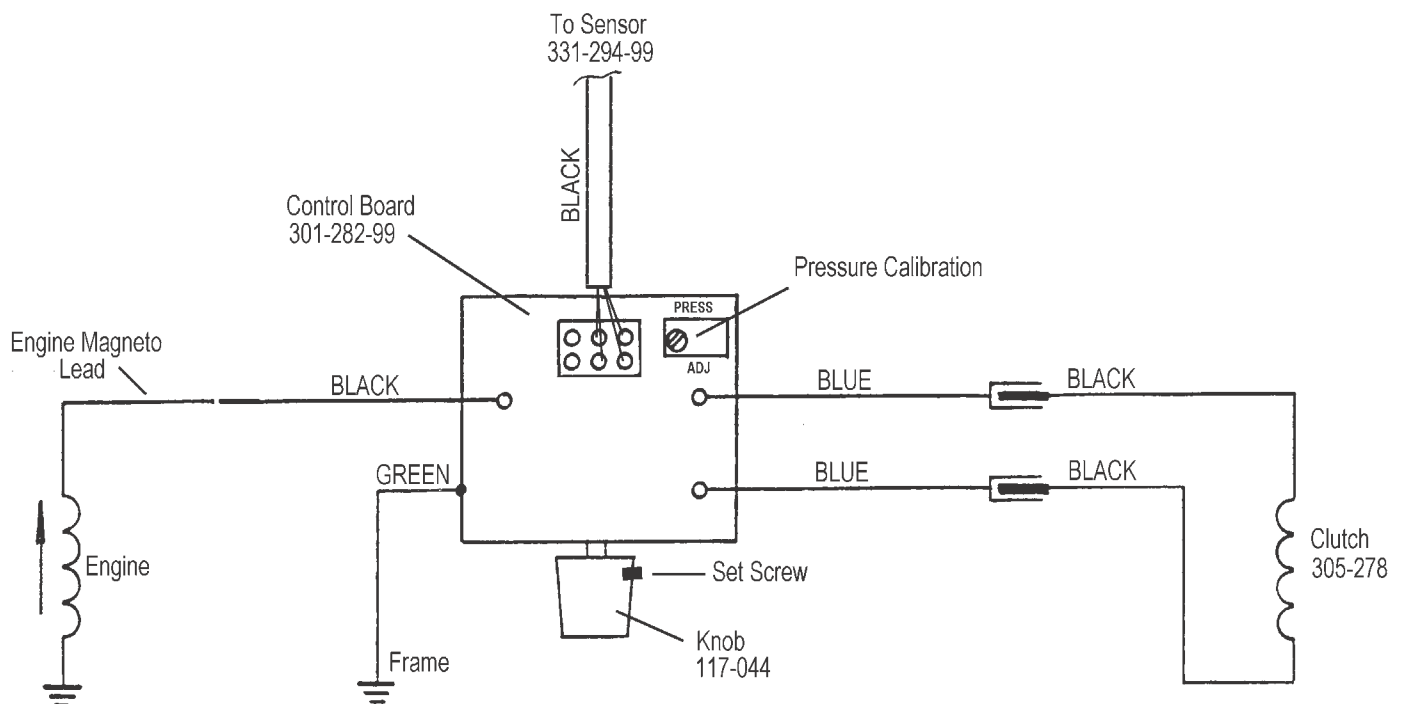 To Sensor
331-294-99
BLACK
Control Board
301-282-99
Pressure Calibration
PRESS
ADJ
Engine Magneto
Lead
BLACK
BLUE
BLACK
GREEN
BLUE
BLACK
Engine
Set Screw
Clutch
305-278
Frame
Knob
117-044